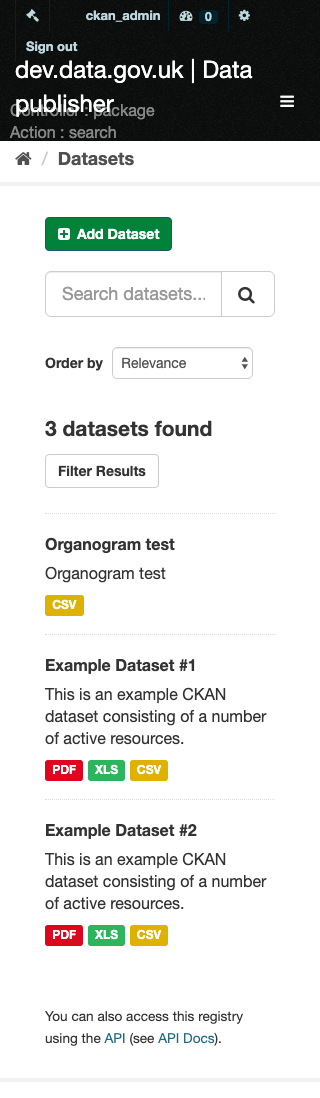 ckan_admin 0
Sign out
dev.data.gov.uk | Data
publisher
Controller : package
Action : search
/ Datasets
Add Dataset
Search datasets...
Order by Relevance
3 datasets found
Filter Results
Organogram test
Organogram test
CSV
Example Dataset #1
This is an example CKAN
dataset consisting of a number
of active resources.
PDF XLS CSV
Example Dataset #2
This is an example CKAN
dataset consisting of a number
of active resources.
PDF XLS CSV
You can also access this registry
using the API (see API Docs).